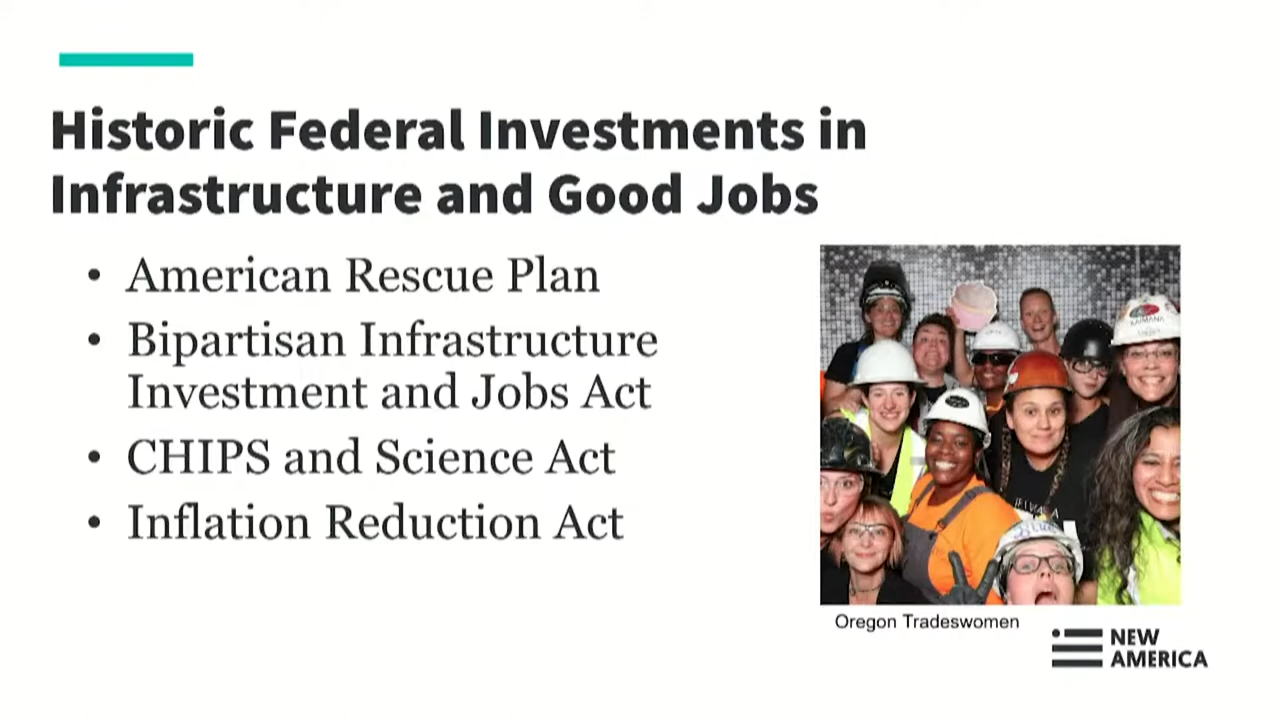 Historic Federal Investments in
Infrastructure and Good Jobs
• American Rescue Plan
• Bipartisan Infrastructure
Investment and Jobs Act
• CHIPS and Science Act
• Inflation Reduction Act
KAIMANA
Oregon Tradeswomen
NEW
AMERICA